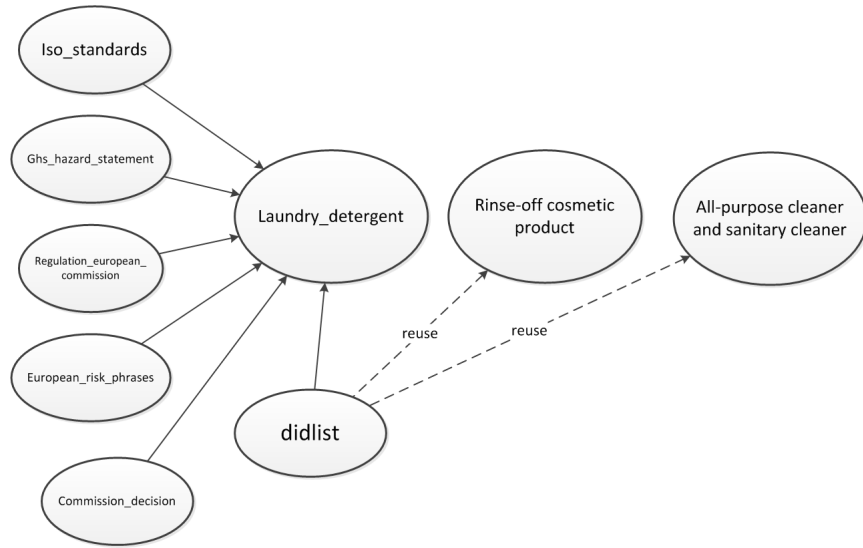 Iso_standards
Ghs_hazard_statement
Regulation_european_
commission
European_risk_phrases
Commission_decision
Laundry_detergent
didlist
reuse
reuse
Rinse-off cosmetic
product
All-purpose cleaner
and sanitary cleaner